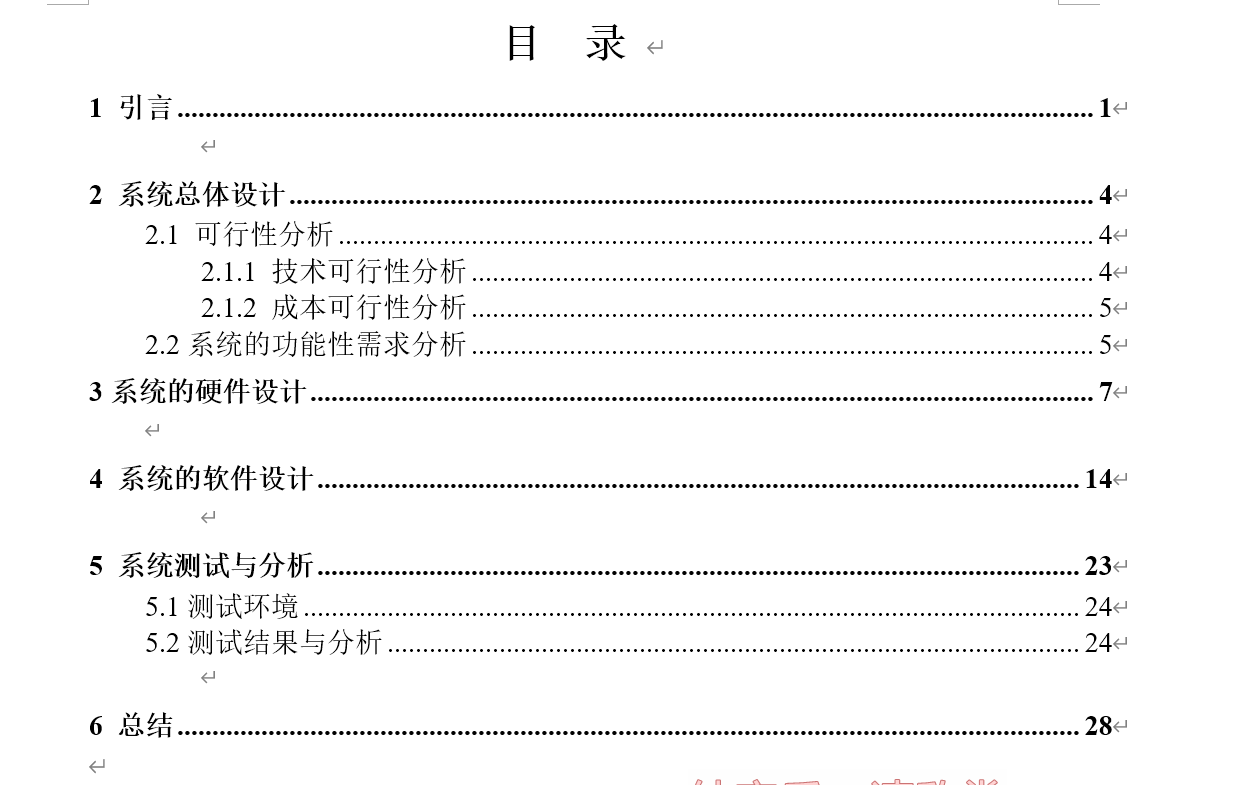 目 录
1 引言 1
2 系统总体设计 4
2.1 可行性分析 4
2.1.1 技术可行性分析 4
2.1.2 成本可行性分析 5
2.2 系统的功能性需求分析 5
3 系统的硬件设计 7
4 系统的软件设计 14
5 系统测试与分析 23
5.1 测试环境 24
5.2 测试结果与分析 24
6 总结 28